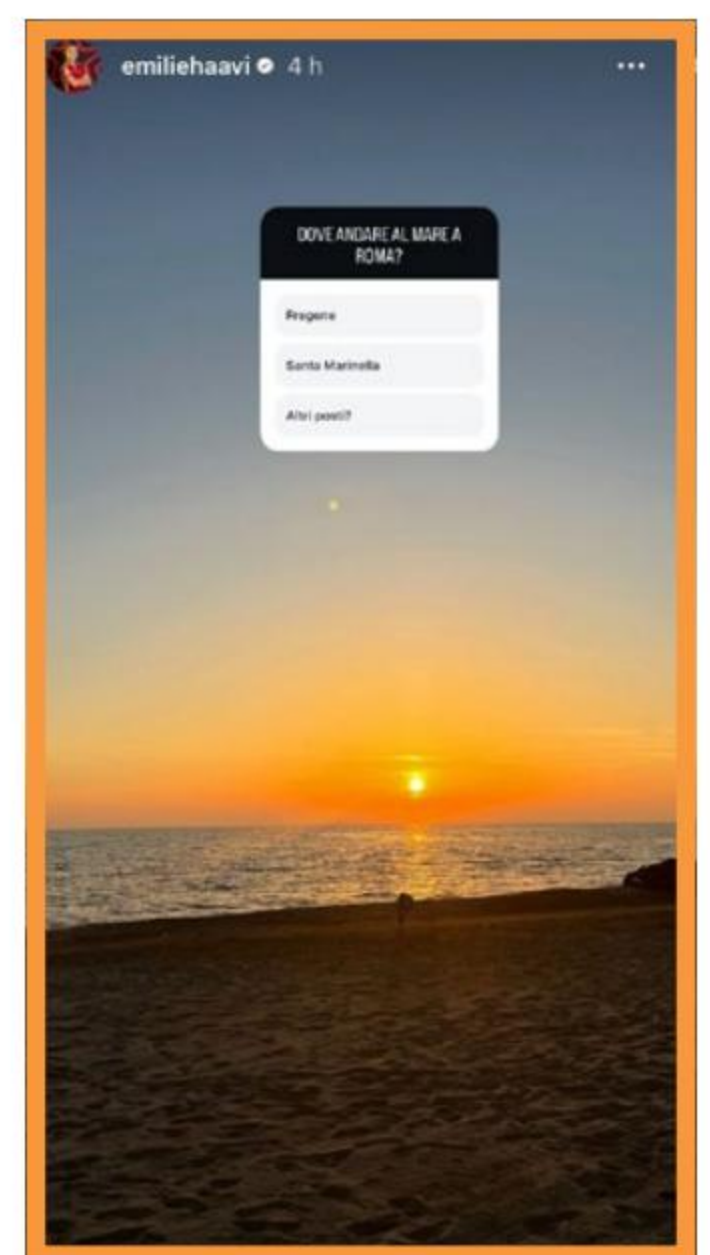 emiliehaavi 4 h
DOVE ANDARE AL MARE A
ROMA?
Fregene
Santa Marinella
Altri posti?